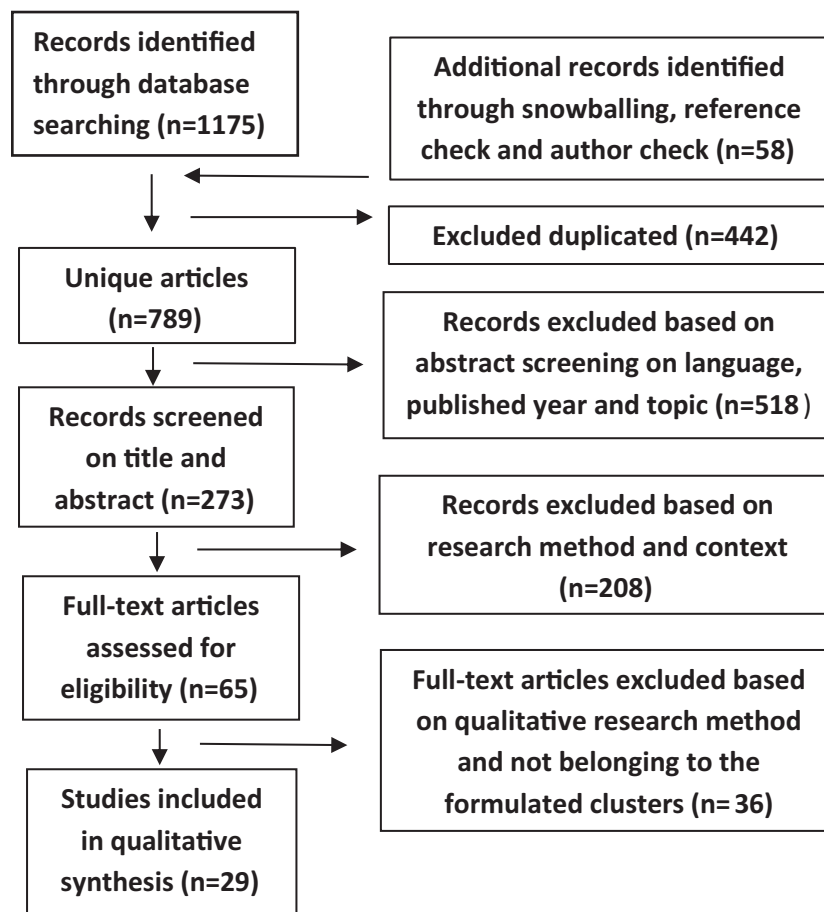 Records identified
through database
searching (n=1175)
Additional records identified
through snowballing, reference
check and author check (n=58)
Excluded duplicated (n=442)
Unique articles
(n=789)
Records excluded based on
abstract screening on language,
published year and topic (n=518)
Records screened
on title and
abstract (n=273)
Records excluded based on
research method and context
(n=208)
Full-text articles
assessed for
eligibility (n=65)
Full-text articles excluded based
on qualitative research method
and not belonging to the
formulated clusters (n= 36)
Studies included
in qualitative
synthesis (n=29)